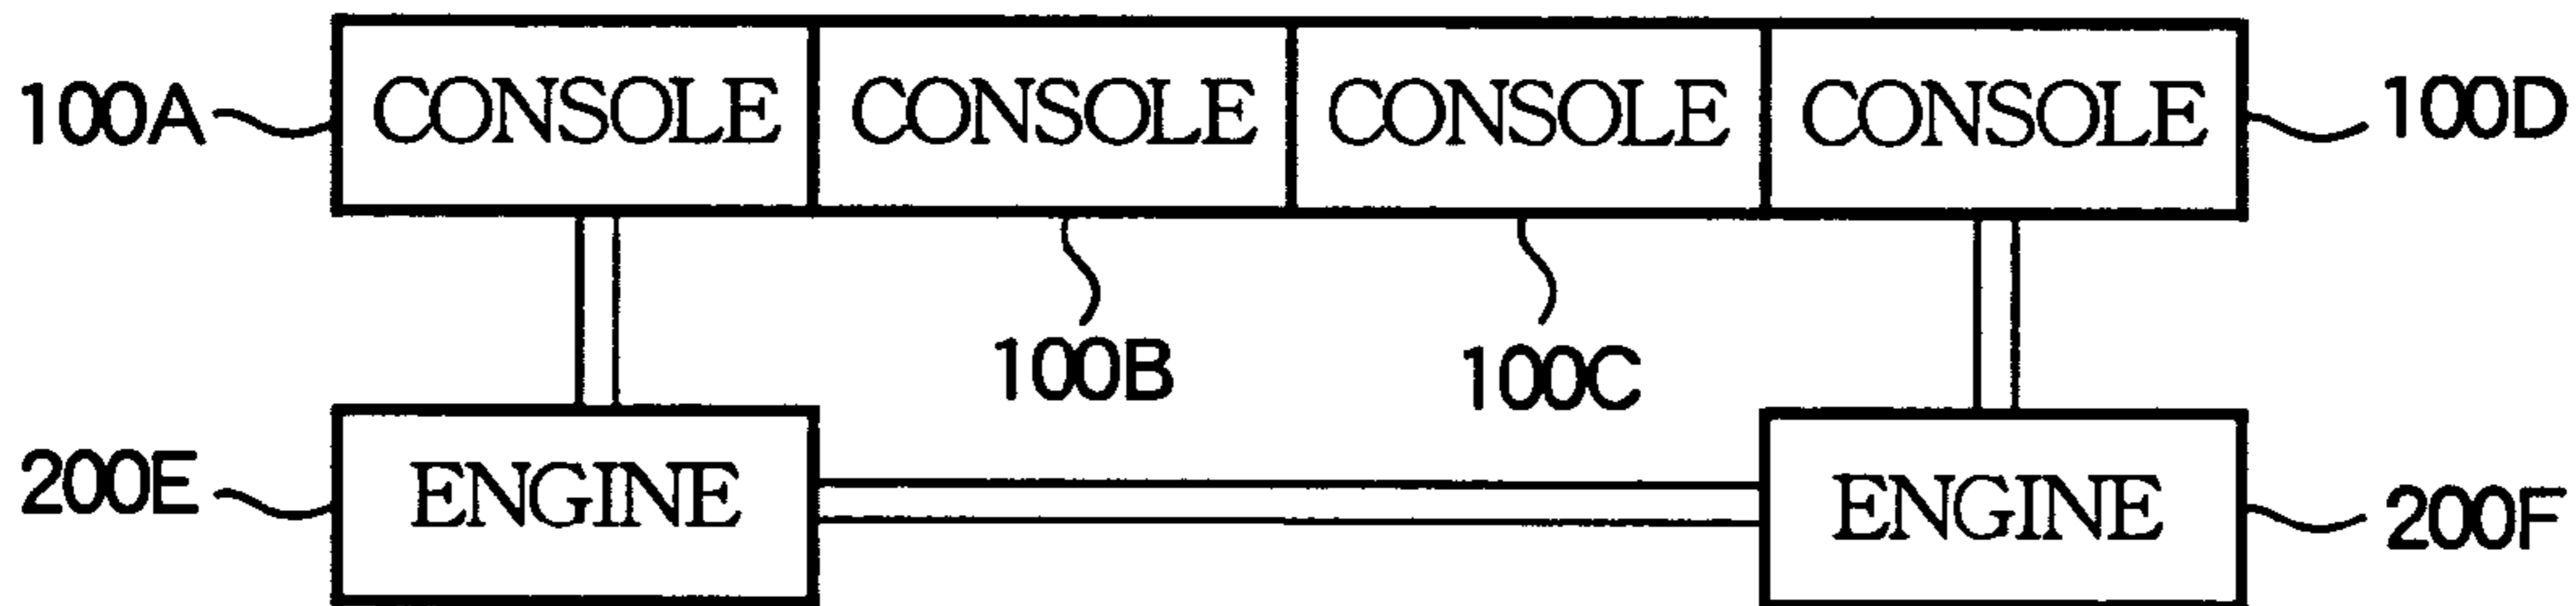 100A CONSOLE CONSOLE CONSOLE CONSOLE 100D
100B 100C
200E ENGINE ENGINE 200F